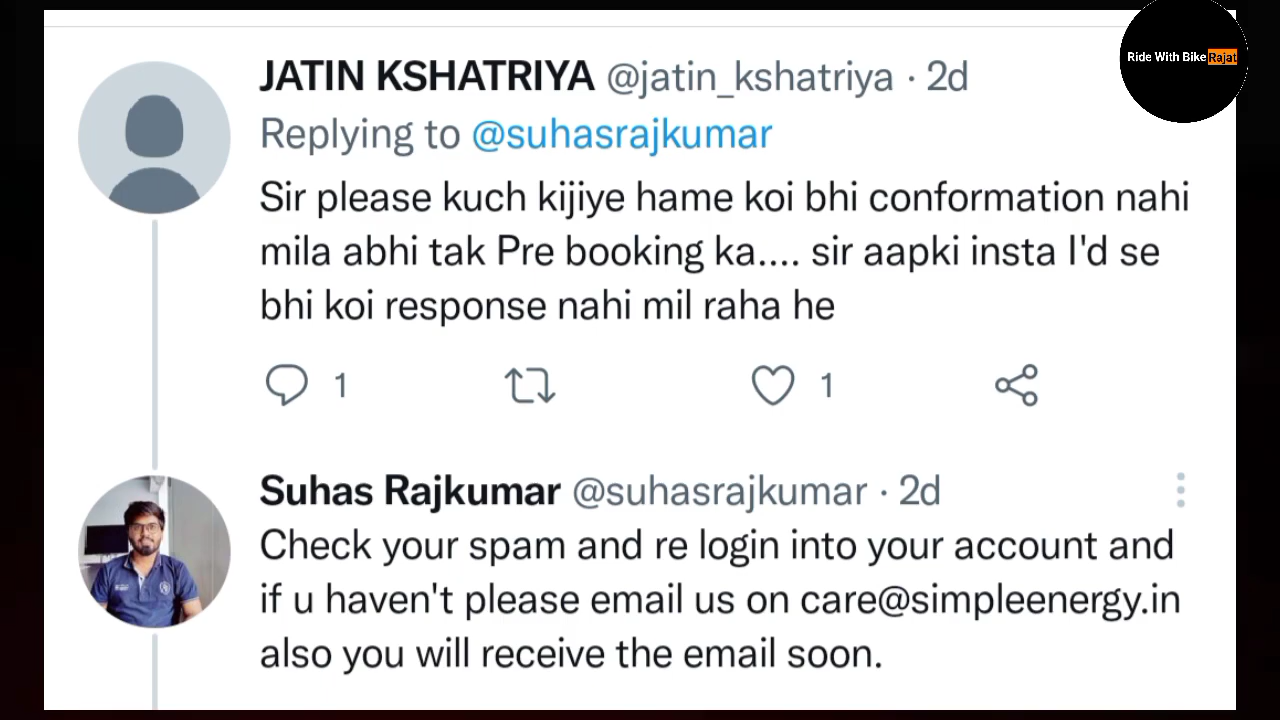 Ride With Bike Rajat
JATIN KSHATRIYA @jatin_kshatriya · 2d
Replying to @suhasrajkumar
Sir please kuch kijiye hame koi bhi conformation nahi
mila abhi tak Pre booking ka.... sir aapki insta I'd se
bhi koi response nahi mil raha he
1 1
Suhas Rajkumar @suhasrajkumar · 2d
Check your spam and re login into your account and
if u haven't please email us on care@simpleenergy.in
also you will receive the email soon.